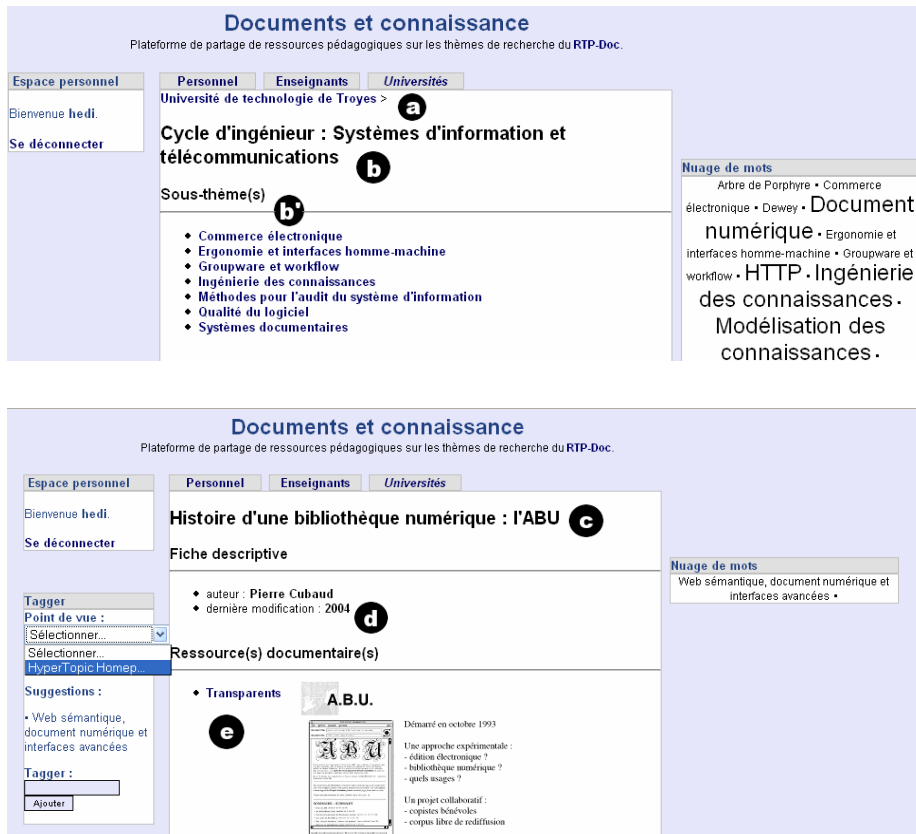 Documents et connaissance
Plateforme de partage de ressources pédagogiques sur les thèmes de recherche du RTP-Doc.
Espace personnel
Bienvenue hedi.
Se déconnecter
Personnel Enseignants Universités
Université de technologie de Troyes >
a
Cycle d'ingénieur : Systèmes d'information et
télécommunications
b
Sous-thème(s)
b'
Commerce électronique
Ergonomie et interfaces homme-machine
Groupware et workflow
Ingénierie des connaissances
Méthodes pour l'audit du système d'information
Qualité du logiciel
Systèmes documentaires
Nuage de mots
Arbre de Porphyre • Commerce
électronique • Dewey • Document
numérique • Ergonomie et
interfaces homme-machine • Groupware et
workflow • HTTP • Ingénierie
des connaissances •
Modélisation des
connaissances •
Documents et connaissance
Plateforme de partage de ressources pédagogiques sur les thèmes de recherche du RTP-Doc.
Espace personnel
Bienvenue hedi.
Se déconnecter
Tagger
Point de vue :
Sélectionner...
Sélectionner...
HyperTopic Homep...
Suggestions :
• Web sémantique,
document numérique et
interfaces avancées
Tagger :
Ajouter
Personnel Enseignants Universités
Histoire d'une bibliothèque numérique : l'ABU
c
Fiche descriptive
auteur : Pierre Cubaud
dernière modification : 2004
d
Ressource(s) documentaire(s)
Transparents
e
A.B.U.
ABU
Démarré en octobre 1993
Une approche expérimentale :
- édition électronique ?
- bibliothèque numérique ?
- quels usages ?
Un projet collaboratif :
- copistes bénévoles
- corpus libre de rediffusion
Nuage de mots
Web sémantique, document numérique et
interfaces avancées •